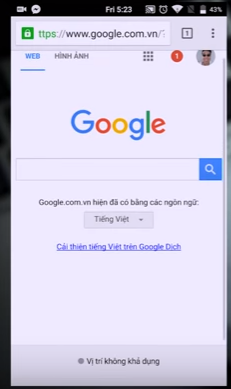 Fri 5:23
43%
ttps://www.google.com.vn/?
1
WEB HÌNH ẢNH
1
Google
Google.com.vn hiện đã có bằng các ngôn ngữ:
Tiếng Việt
Cải thiện tiếng Việt trên Google Dịch
Vị trí không khả dụng